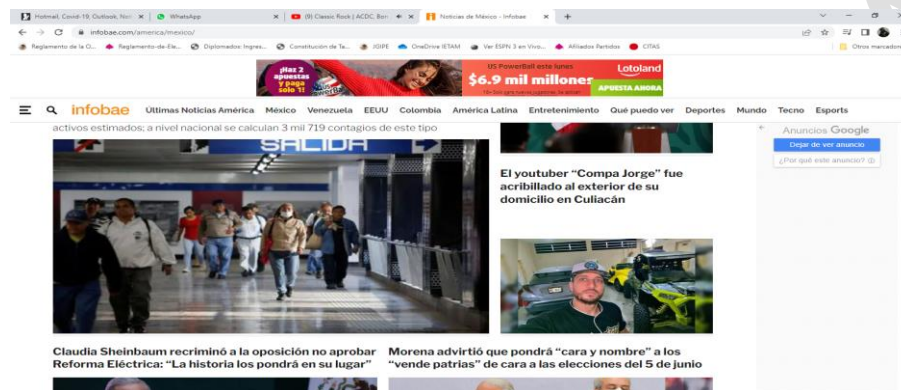 Hotmail, Covid-19, Outlook, Not
WhatsApp
(9) Classic Rock | ACDC, Bon
Noticias de México - Infobae
infobae.com/america/mexico/
Reglamento de la O...
Reglamento-de-Ele...
Diplomados: Ingres...
Constitución de Ta...
JGIPE
OneDrive IETAM
Ver ESPN 3 en Vivo...
Afiliados Partidos
CITAS
Otros marcadores
¡Haz 2
apuestas
y paga
solo 1!
US PowerBall este lunes
$6.9 mil millones
Lotoland
APUESTA AHORA
infobae
Últimas Noticias América México Venezuela EEUU Colombia América Latina Entretenimiento Qué puedo ver Deportes Mundo Tecno Esports
activos estimados; a nivel nacional se calculan 3 mil 719 contagios de este tipo
SALIDA
El youtuber “Compa Jorge” fue
acribillado al exterior de su
domicilio en Culiacán
Anuncios Google
Dejar de ver anuncio
¿Por qué este anuncio?
Claudia Sheinbaum recriminó a la oposición no aprobar
Reforma Eléctrica: “La historia los pondrá en su lugar”
Morena advirtió que pondrá “cara y nombre” a los
“vende patrias” de cara a las elecciones del 5 de junio